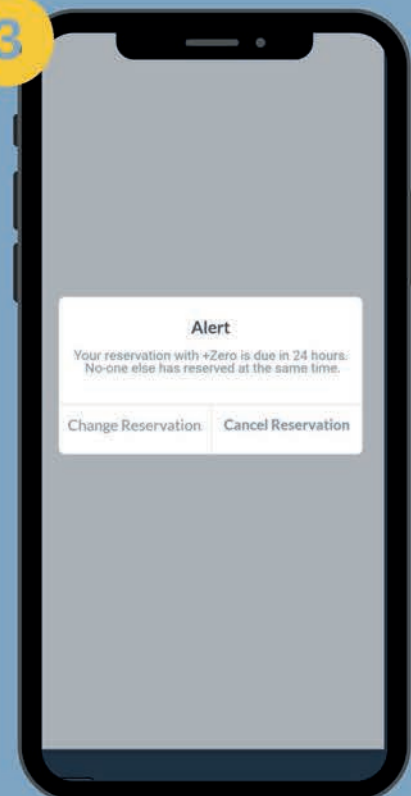 3
Alert
Your reservation with +Zero is due in 24 hours.
No-one else has reserved at the same time.
Change Reservation
Cancel Reservation